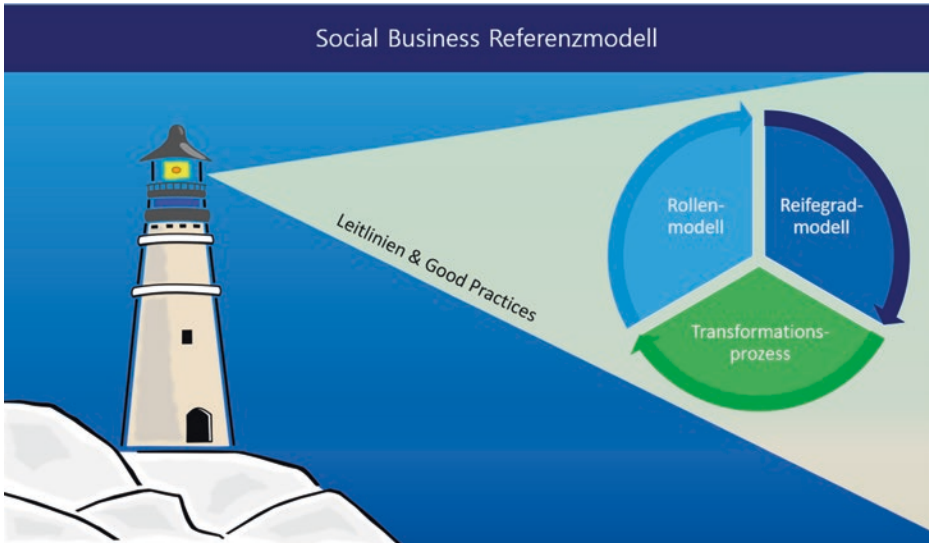 Social Business Referenzmodell
Leitlinien & Good Practices
Rollen-
modell
Reifegrad-
modell
Transformations-
prozess